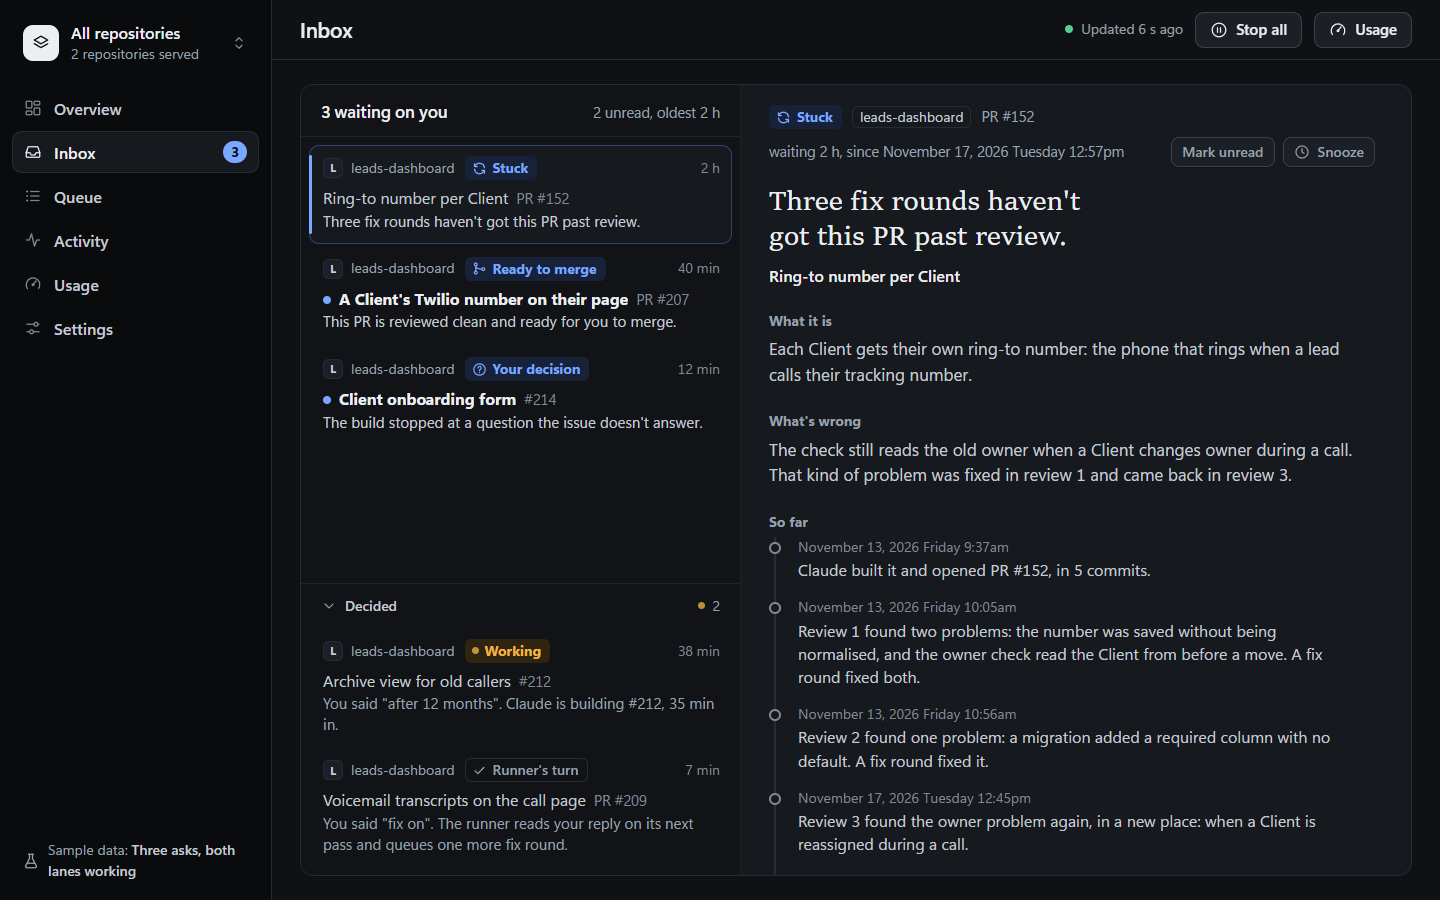 All repositories
2 repositories served
Overview
Inbox
3
Queue
Activity
Usage
Settings
Sample data: Three asks, both
lanes working
Inbox
Updated 6 s ago
Stop all
Usage
3 waiting on you
2 unread, oldest 2 h
L leads-dashboard Stuck 2 h
Ring-to number per Client PR #152
Three fix rounds haven't got this PR past review.
L leads-dashboard Ready to merge 40 min
A Client's Twilio number on their page PR #207
This PR is reviewed clean and ready for you to merge.
L leads-dashboard Your decision 12 min
Client onboarding form #214
The build stopped at a question the issue doesn't answer.
Decided 2
L leads-dashboard Working 38 min
Archive view for old callers #212
You said "after 12 months". Claude is building #212, 35 min
in.
L leads-dashboard Runner's turn 7 min
Voicemail transcripts on the call page PR #209
You said "fix on". The runner reads your reply on its next
pass and queues one more fix round.
Stuck leads-dashboard PR #152
waiting 2 h, since November 17, 2026 Tuesday 12:57pm
Mark unread
Snooze
Three fix rounds haven't
got this PR past review.
Ring-to number per Client
What it is
Each Client gets their own ring-to number: the phone that rings when a lead
calls their tracking number.
What's wrong
The check still reads the old owner when a Client changes owner during a call.
That kind of problem was fixed in review 1 and came back in review 3.
So far
November 13, 2026 Friday 9:37am
Claude built it and opened PR #152, in 5 commits.
November 13, 2026 Friday 10:05am
Review 1 found two problems: the number was saved without being
normalised, and the owner check read the Client from before a move. A fix
round fixed both.
November 13, 2026 Friday 10:56am
Review 2 found one problem: a migration added a required column with no
default. A fix round fixed it.
November 17, 2026 Tuesday 12:45pm
Review 3 found the owner problem again, in a new place: when a Client is
reassigned during a call.